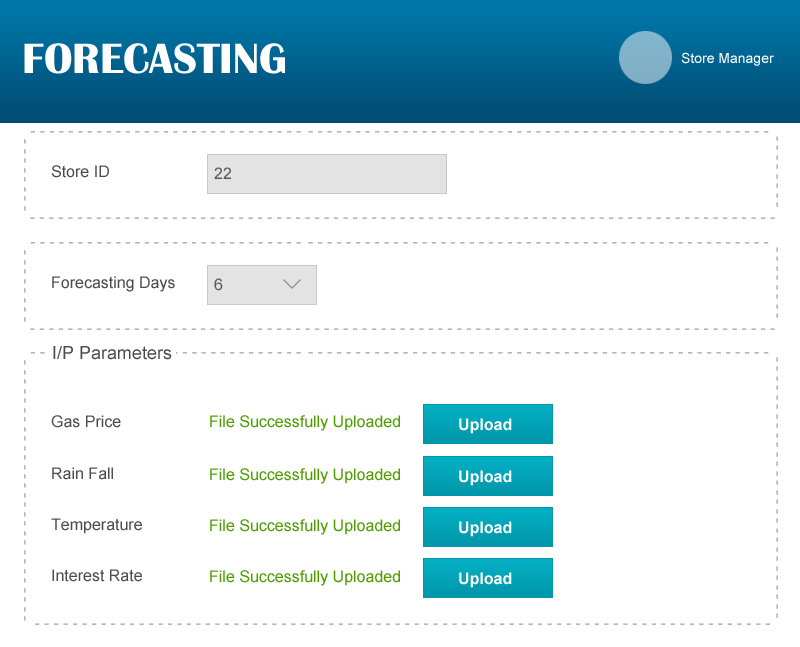 FORECASTING
Store Manager
Store ID
22
Forecasting Days
6
I/P Parameters
Gas Price File Successfully Uploaded Upload
Rain Fall File Successfully Uploaded Upload
Temperature File Successfully Uploaded Upload
Interest Rate File Successfully Uploaded Upload